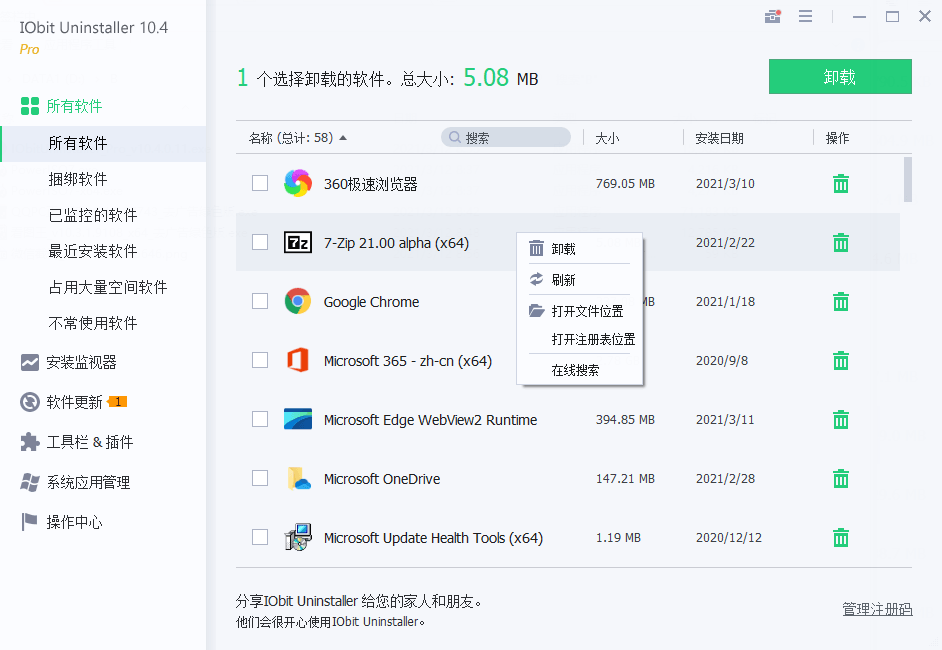 IObit Uninstaller 10.4
Pro
所有软件
所有软件
捆绑软件
已监控的软件
最近安装软件
占用大量空间软件
不常使用软件
安装监视器
软件更新 1
工具栏 & 插件
系统应用管理
操作中心
1 个选择卸载的软件。总大小: 5.08 MB
卸载
名称 (总计: 58) 搜索 大小 安装日期 操作
360极速浏览器 769.05 MB 2021/3/10
7z 7-Zip 21.00 alpha (x64) 2021/2/22
Google Chrome MB 2021/1/18
Microsoft 365 - zh-cn (x64) 2020/9/8
Microsoft Edge WebView2 Runtime 394.85 MB 2021/3/11
Microsoft OneDrive 147.21 MB 2021/2/28
Microsoft Update Health Tools (x64) 1.19 MB 2020/12/12
卸载
刷新
打开文件位置
打开注册表位置
在线搜索
分享IObit Uninstaller 给您的家人和朋友。
他们会很开心使用IObit Uninstaller。
管理注册码